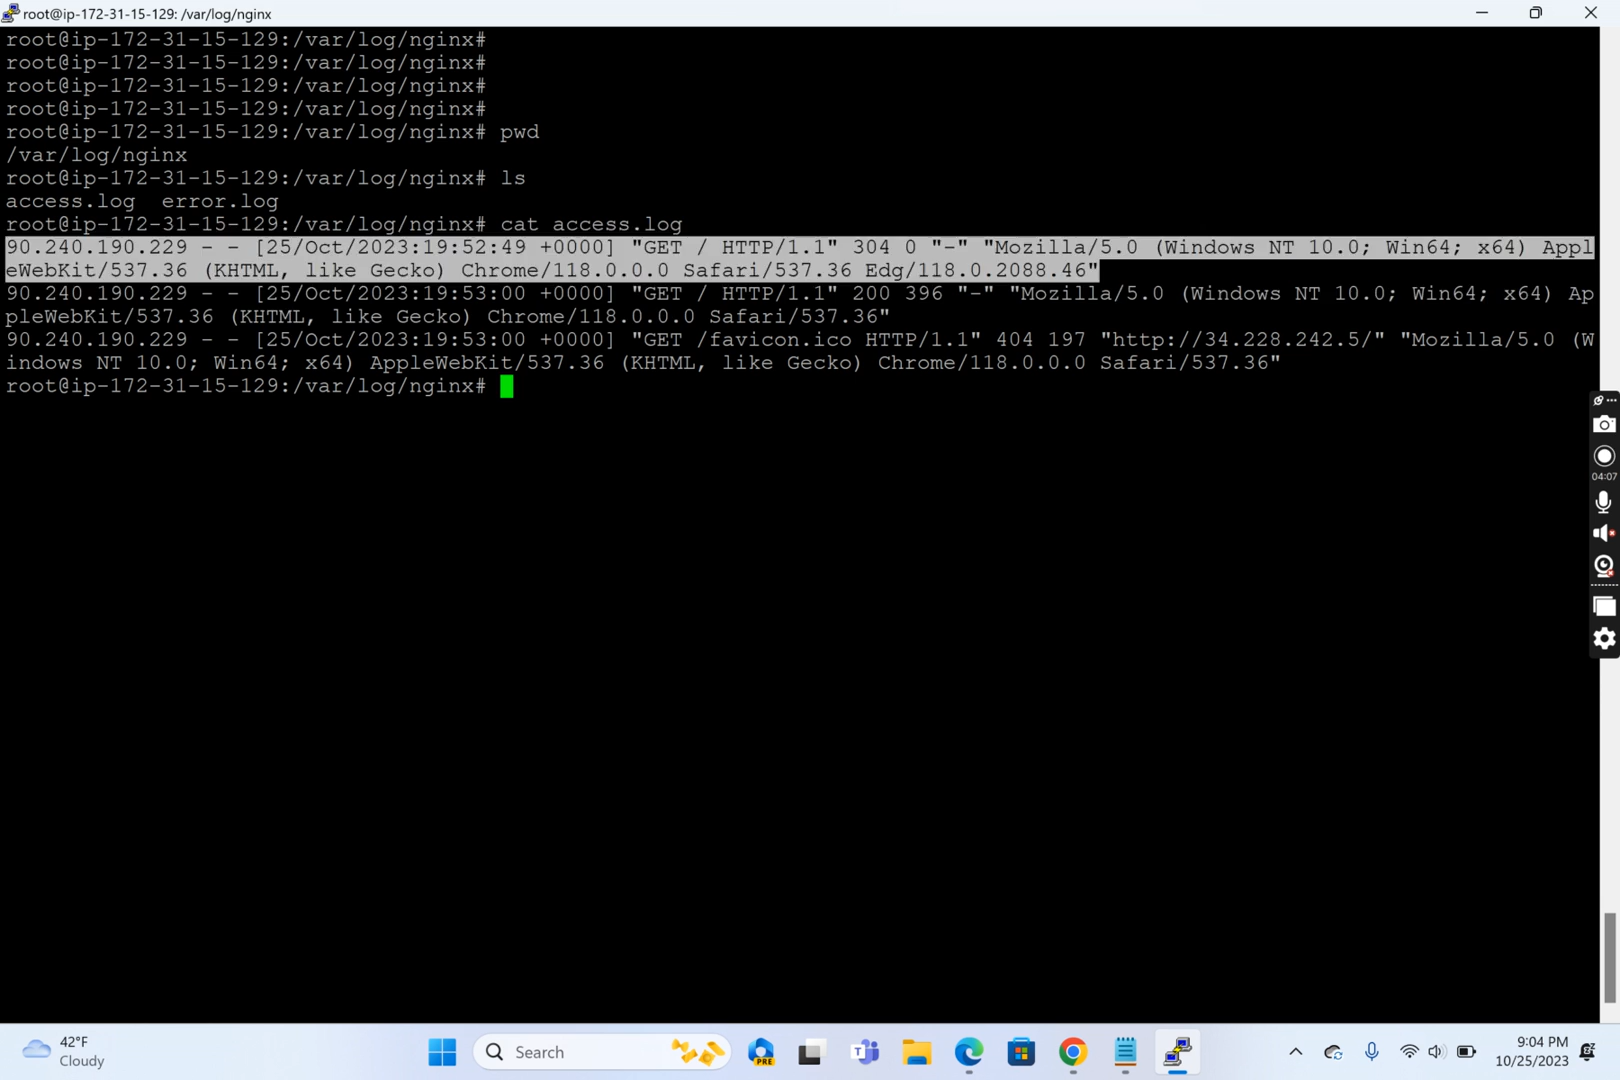 root@ip-172-31-15-129: /var/log/nginx
root@ip-172-31-15-129:/var/log/nginx#
root@ip-172-31-15-129:/var/log/nginx#
root@ip-172-31-15-129:/var/log/nginx#
root@ip-172-31-15-129:/var/log/nginx#
root@ip-172-31-15-129:/var/log/nginx# pwd
/var/log/nginx
root@ip-172-31-15-129:/var/log/nginx# ls
access.log  error.log
root@ip-172-31-15-129:/var/log/nginx# cat access.log
90.240.190.229 - - [25/Oct/2023:19:52:49 +0000] "GET / HTTP/1.1" 304 0 "-" "Mozilla/5.0 (Windows NT 10.0; Win64; x64) Appl
eWebKit/537.36 (KHTML, like Gecko) Chrome/118.0.0.0 Safari/537.36 Edg/118.0.2088.46"
90.240.190.229 - - [25/Oct/2023:19:53:00 +0000] "GET / HTTP/1.1" 200 396 "-" "Mozilla/5.0 (Windows NT 10.0; Win64; x64) Ap
pleWebKit/537.36 (KHTML, like Gecko) Chrome/118.0.0.0 Safari/537.36"
90.240.190.229 - - [25/Oct/2023:19:53:00 +0000] "GET /favicon.ico HTTP/1.1" 404 197 "http://34.228.242.5/" "Mozilla/5.0 (W
indows NT 10.0; Win64; x64) AppleWebKit/537.36 (KHTML, like Gecko) Chrome/118.0.0.0 Safari/537.36"
root@ip-172-31-15-129:/var/log/nginx#
04:07
42°F
Cloudy
Search
PRE
9:04 PM
10/25/2023